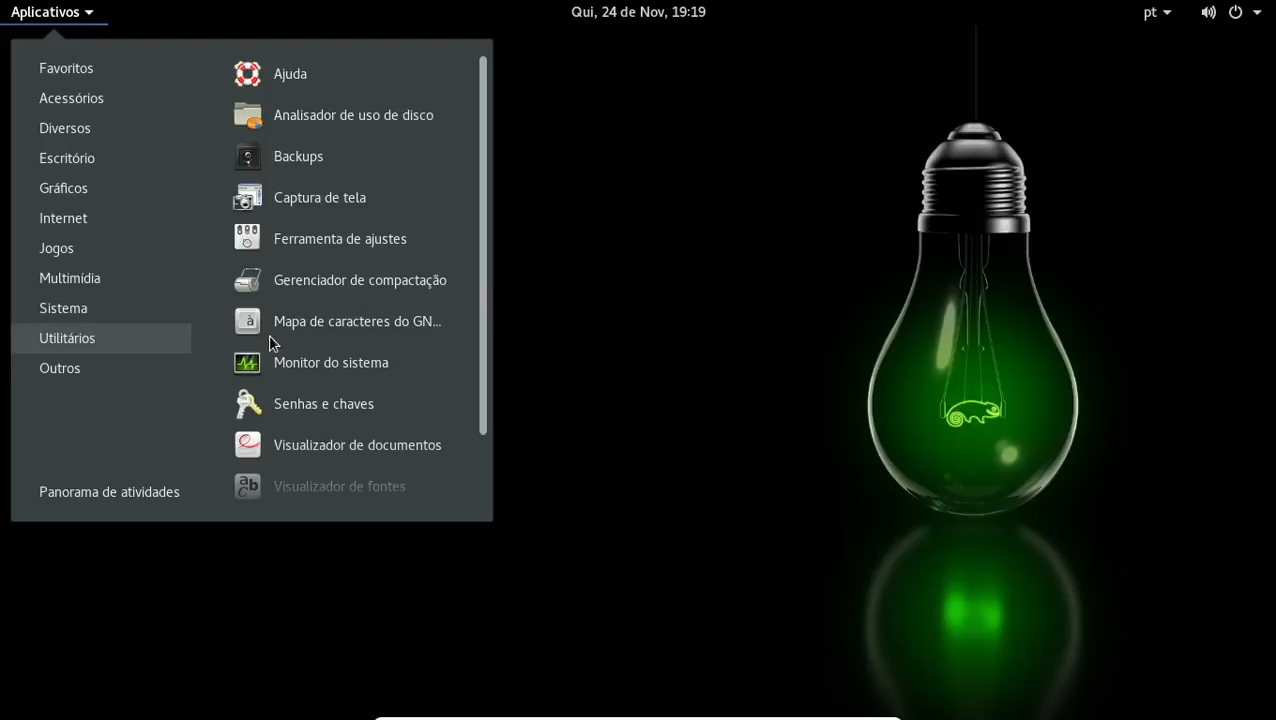 Aplicativos
Qui, 24 de Nov, 19:19
pt
Favoritos
Acessórios
Diversos
Escritório
Gráficos
Internet
Jogos
Multimídia
Sistema
Utilitários
Outros
Panorama de atividades
Ajuda
Analisador de uso de disco
Backups
Captura de tela
Ferramenta de ajustes
Gerenciador de compactação
Mapa de caracteres do GN...
Monitor do sistema
Senhas e chaves
Visualizador de documentos
Visualizador de fontes